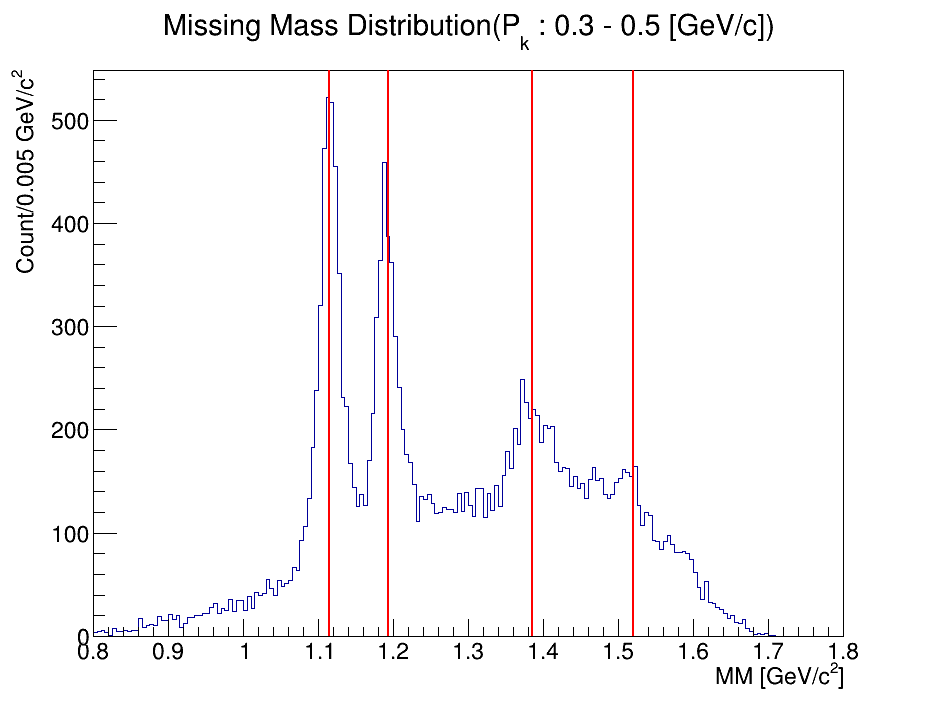 Missing Mass Distribution(P_k : 0.3 - 0.5 [GeV/c])
Count/0.005 GeV/c²
500
400
300
200
100
0
0.8 0.9 1 1.1 1.2 1.3 1.4 1.5 1.6 1.7 1.8
MM [GeV/c²]